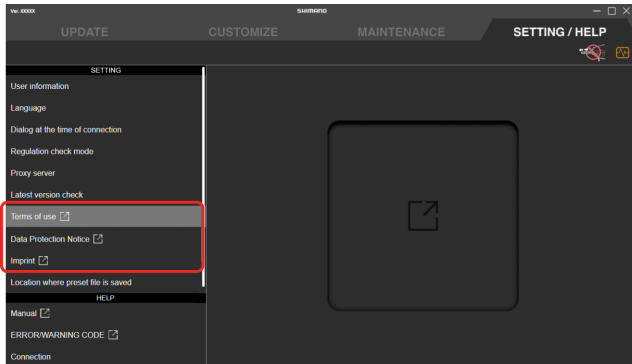 Ver. XXXXX
SHIMANO
UPDATE CUSTOMIZE MAINTENANCE SETTING / HELP
SETTING
User information
Language
Dialog at the time of connection
Regulation check mode
Proxy server
Latest version check
Terms of use
Data Protection Notice
Imprint
Location where preset file is saved
HELP
Manual
ERROR/WARNING CODE
Connection